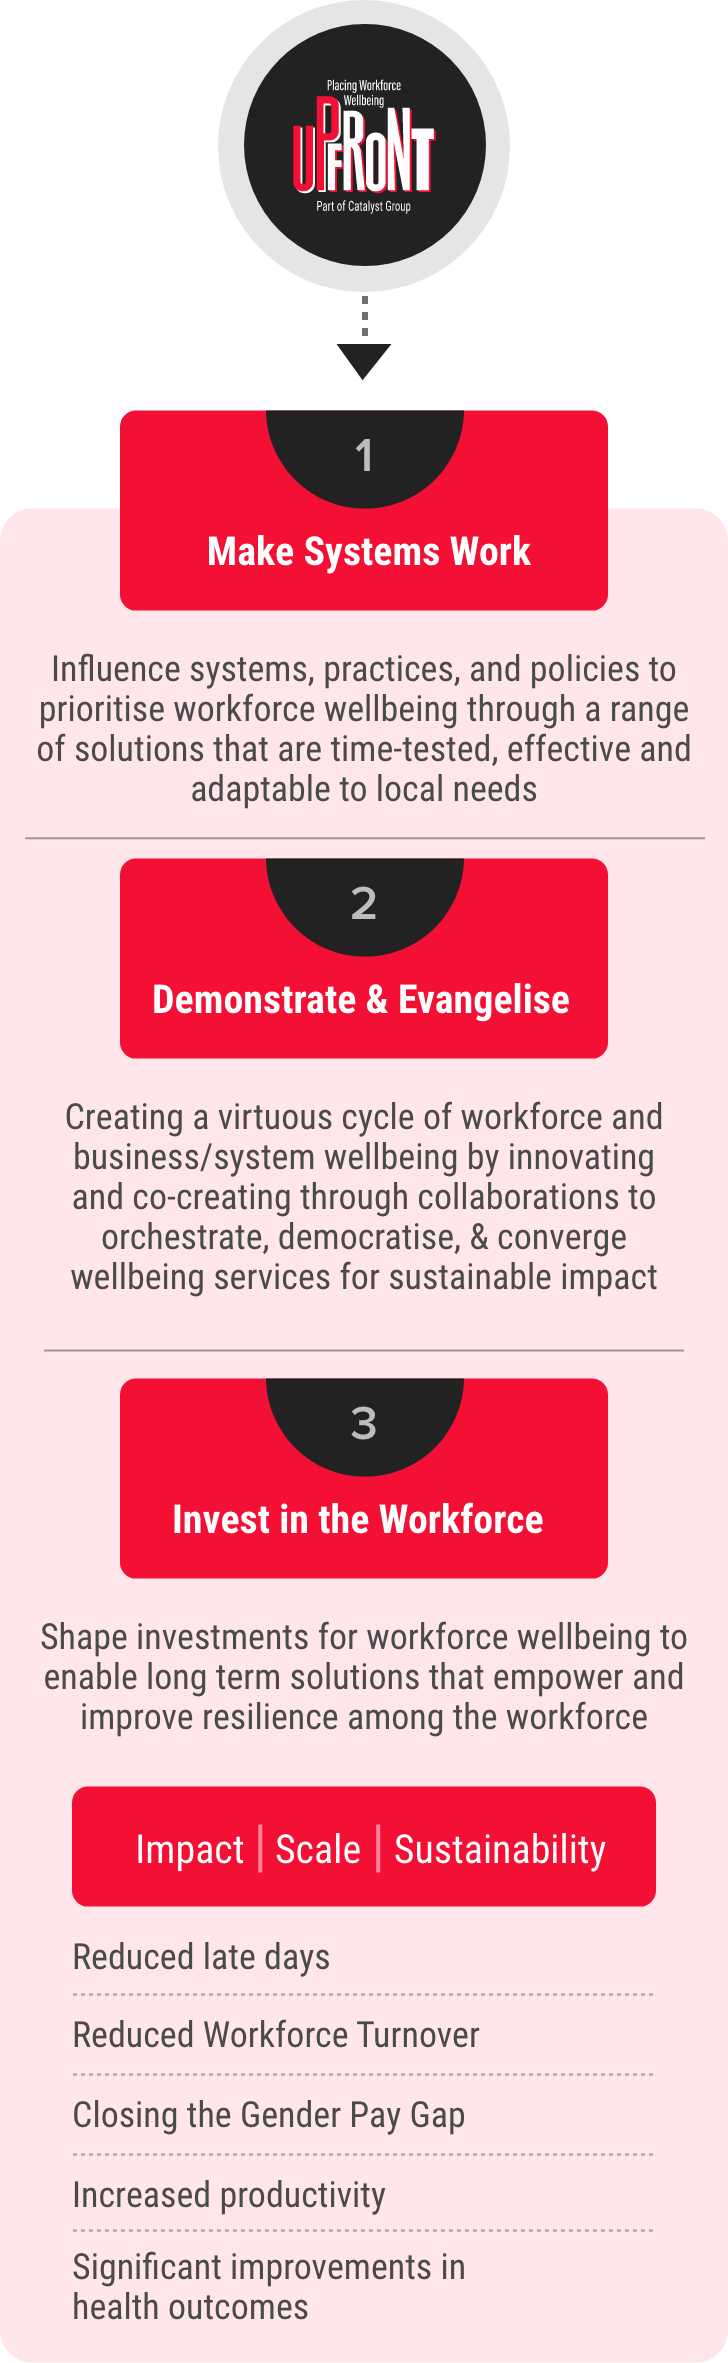 Placing Workforce
Wellbeing
UPFRONT
Part of Catalyst Group
1
Make Systems Work
Influence systems, practices, and policies to
prioritise workforce wellbeing through a range
of solutions that are time-tested, effective and
adaptable to local needs
2
Demonstrate & Evangelise
Creating a virtuous cycle of workforce and
business/system wellbeing by innovating
and co-creating through collaborations to
orchestrate, democratise, & converge
wellbeing services for sustainable impact
3
Invest in the Workforce
Shape investments for workforce wellbeing to
enable long term solutions that empower and
improve resilience among the workforce
Impact | Scale | Sustainability
Reduced late days
Reduced Workforce Turnover
Closing the Gender Pay Gap
Increased productivity
Significant improvements in
health outcomes